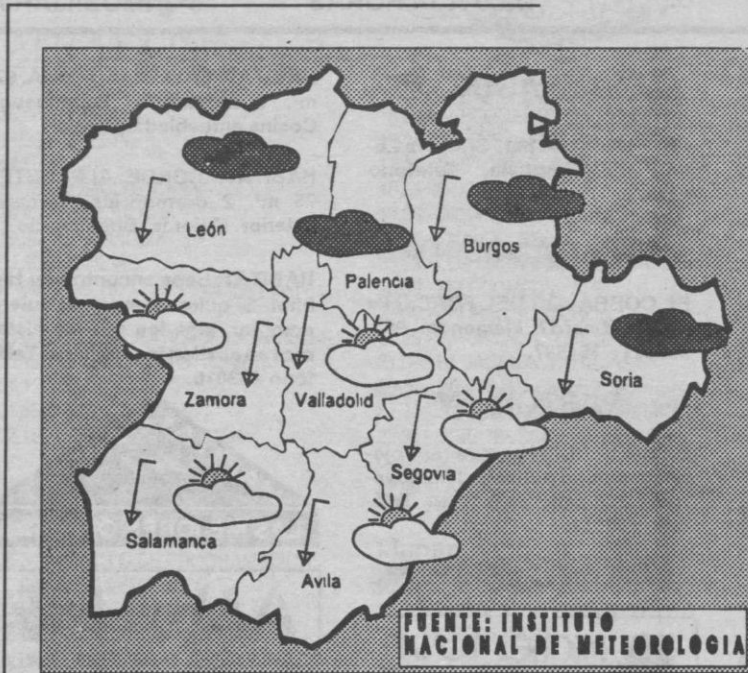 León
Burgos
Palencia
Soria
Zamora
Valladolid
Segovia
Salamanca
Avila
FUENTE: INSTITUTO
NACIONAL DE METEOROLOGIA